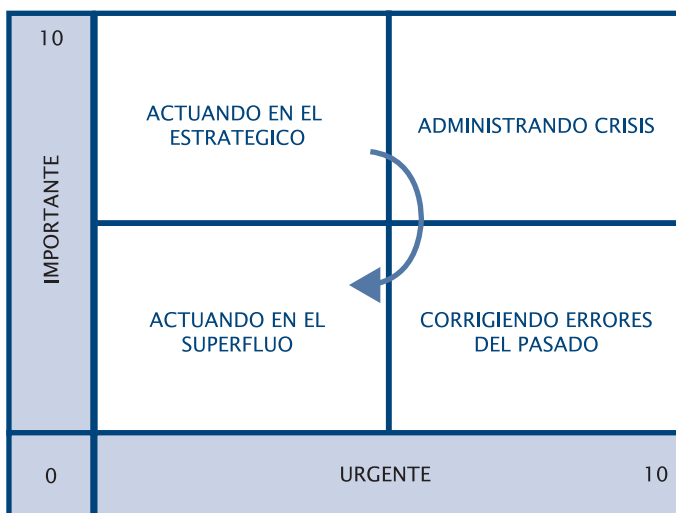 10
ACTUANDO EN EL
ESTRATEGICO
ADMINISTRANDO CRISIS
IMPORTANTE
ACTUANDO EN EL
SUPERFLUO
CORRIGIENDO ERRORES
DEL PASADO
0
URGENTE
10